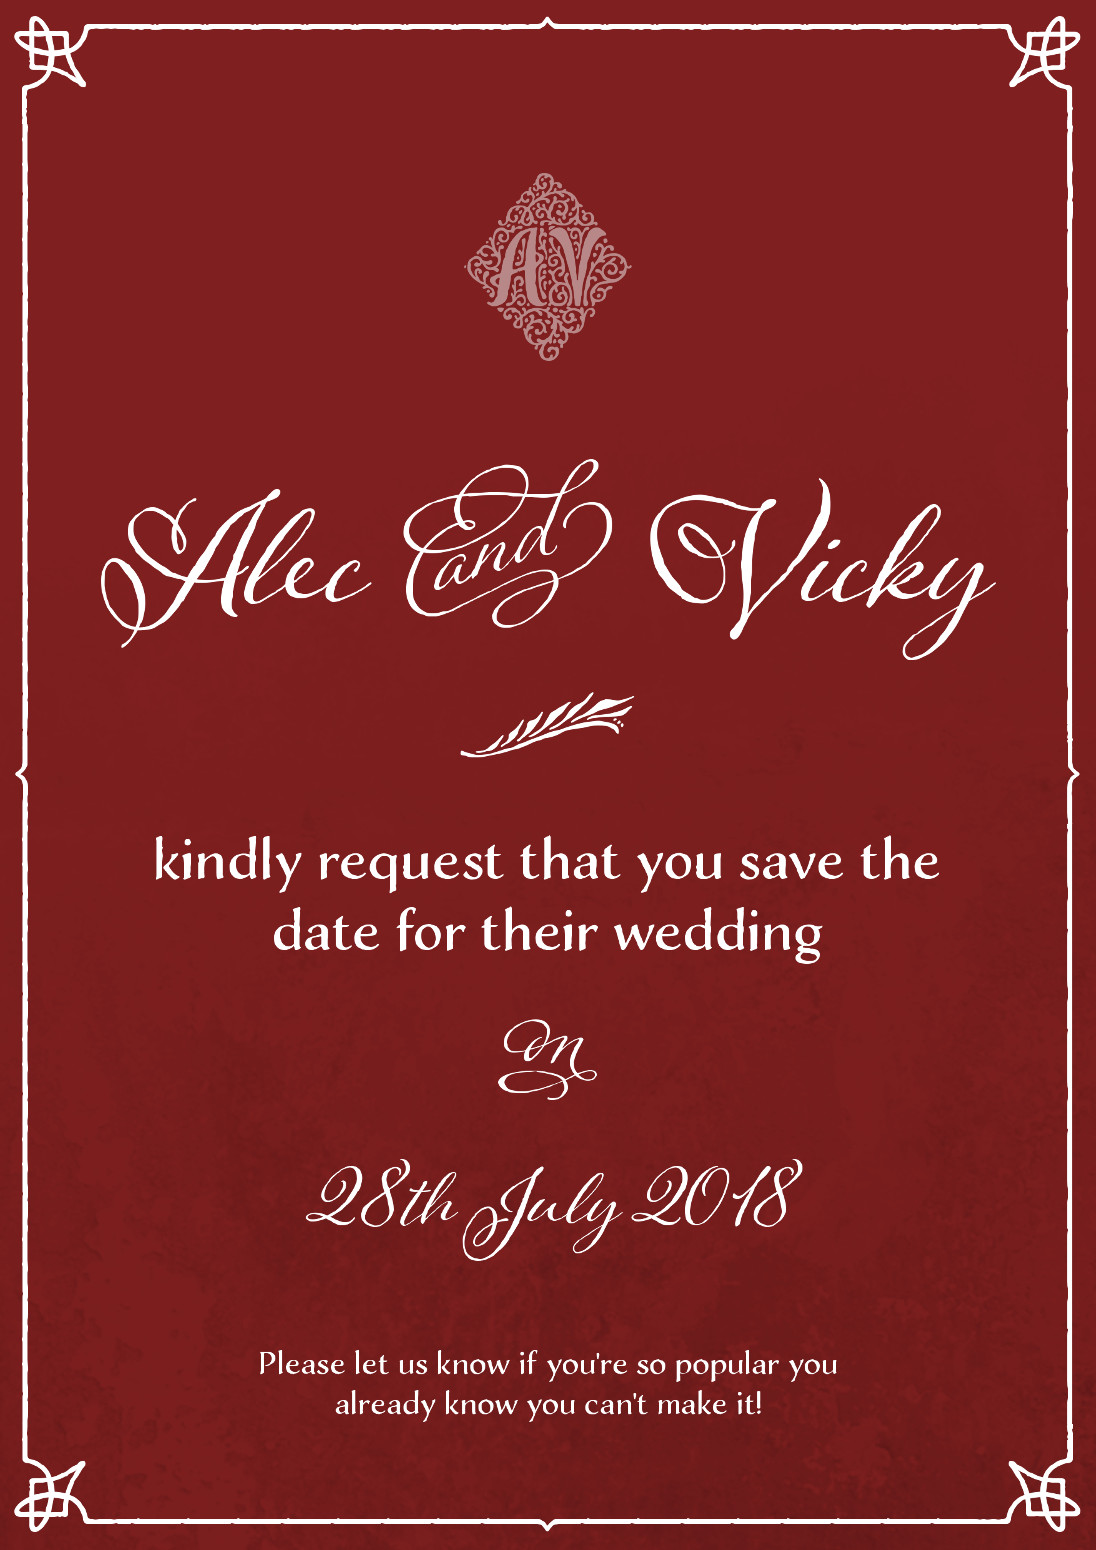 AV
Alec and Vicky
kindly request that you save the
date for their wedding
on
28th July 2018
Please let us know if you're so popular you
already know you can't make it!